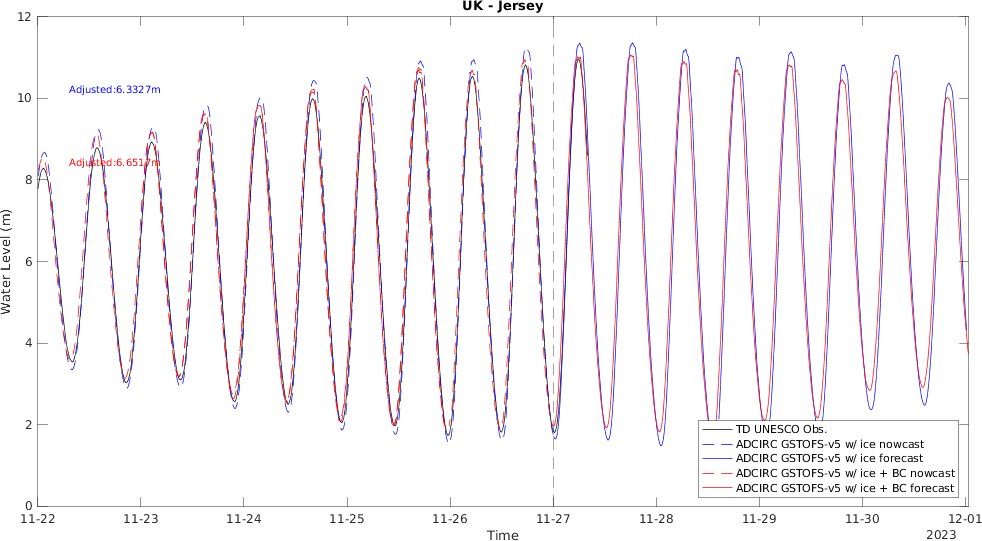 UK - Jersey
12
10
8
6
4
2
0
Water Level (m)
Adjusted:6.3327m
Adjusted:6.6517m
TD UNESCO Obs.
ADCIRC GSTOFS-v5 w/ ice nowcast
ADCIRC GSTOFS-v5 w/ ice forecast
ADCIRC GSTOFS-v5 w/ ice + BC nowcast
ADCIRC GSTOFS-v5 w/ ice + BC forecast
11-22 11-23 11-24 11-25 11-26 11-27 11-28 11-29 11-30 12-01
Time
2023